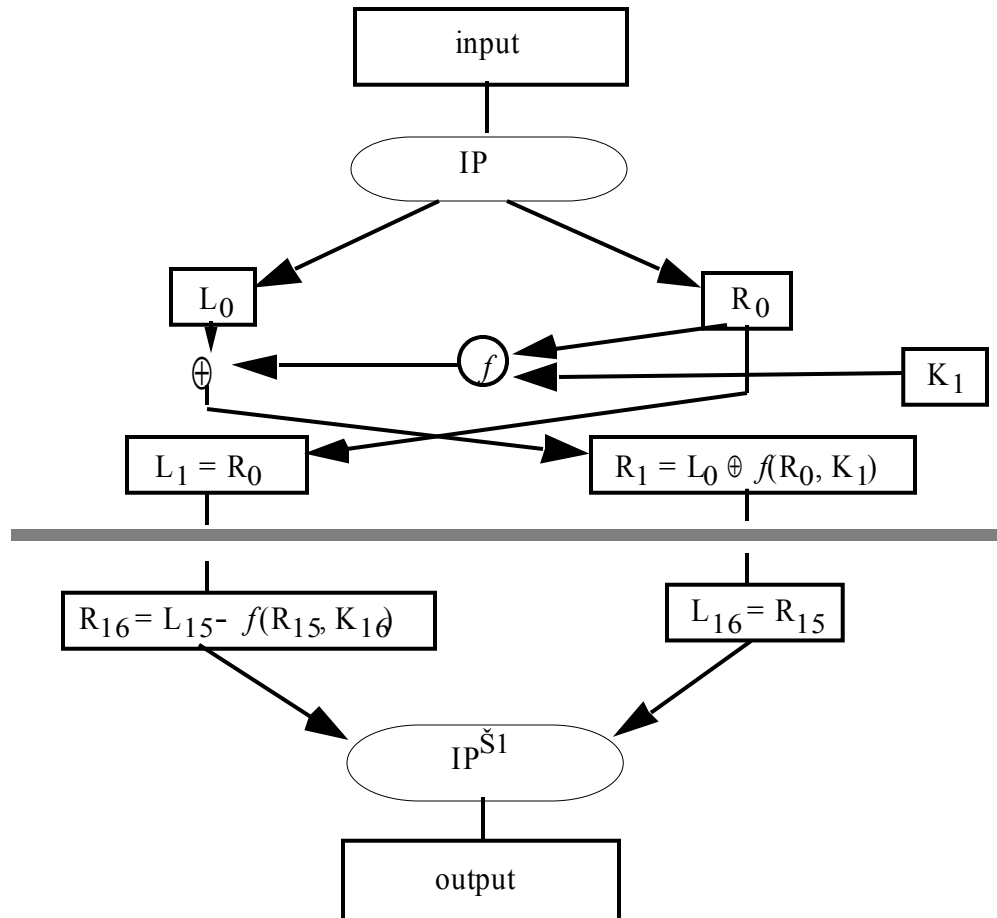 input
IP
L0
R0
f
⊕
K1
L1 = R0
R1 = L0 ⊕ f(R0, K1)
R16 = L15 - f(R15, K16)
L16 = R15
IPŠ1
output